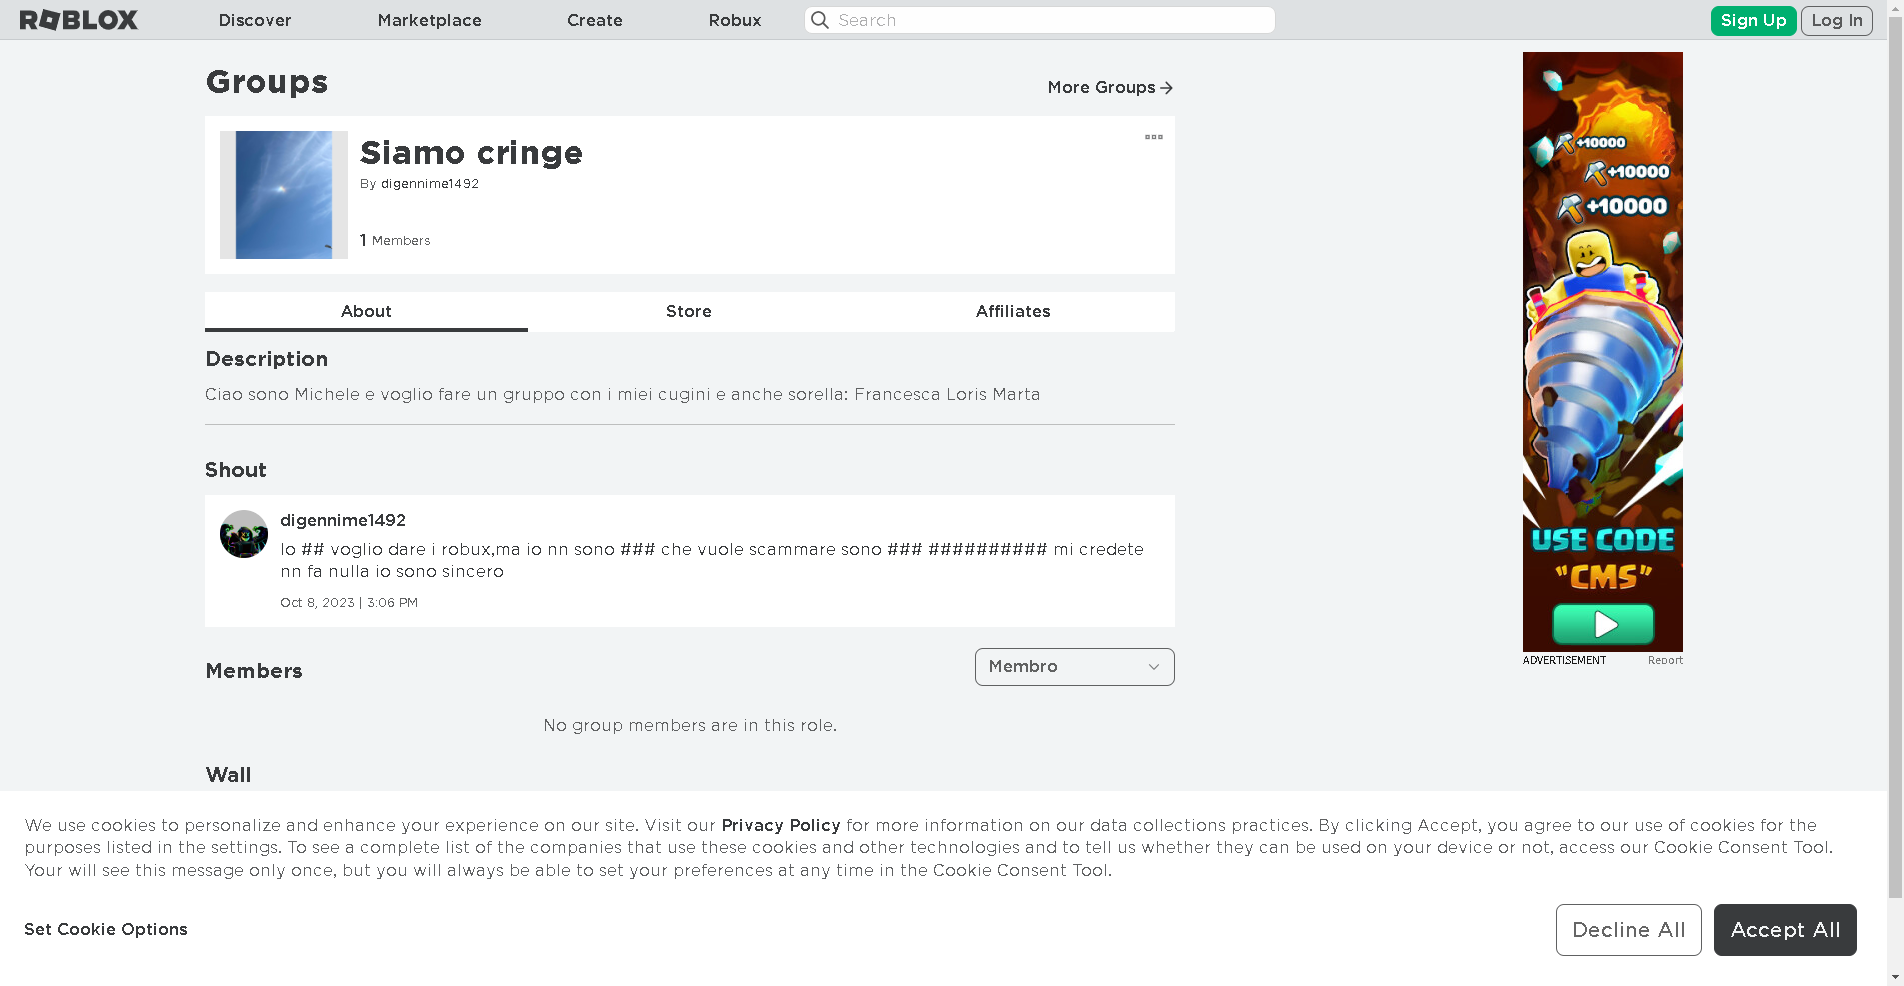 ROBLOX Discover Marketplace Create Robux Search Sign Up Log In
Groups
More Groups
Siamo cringe
By digennime1492
1 Members
About Store Affiliates
Description
Ciao sono Michele e voglio fare un gruppo con i miei cugini e anche sorella: Francesca Loris Marta
Shout
digennime1492
Io ## voglio dare i robux,ma io nn sono ### che vuole scammare sono ### ########## mi credete
nn fa nulla io sono sincero
Oct 8, 2023 | 3:06 PM
Members
Membro
No group members are in this role.
Wall
+10000
+10000
+10000
USE CODE
"CMS"
ADVERTISEMENT Report
We use cookies to personalize and enhance your experience on our site. Visit our Privacy Policy for more information on our data collections practices. By clicking Accept, you agree to our use of cookies for the
purposes listed in the settings. To see a complete list of the companies that use these cookies and other technologies and to tell us whether they can be used on your device or not, access our Cookie Consent Tool.
Your will see this message only once, but you will always be able to set your preferences at any time in the Cookie Consent Tool.
Set Cookie Options
Decline All
Accept All